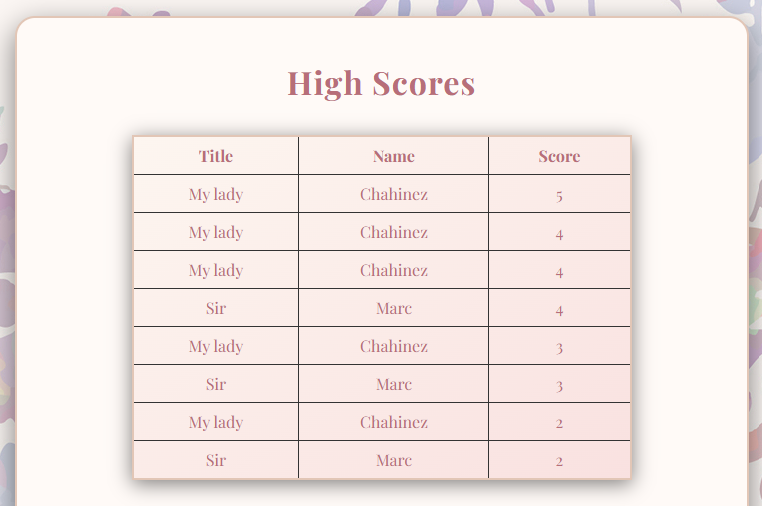 High Scores
Title Name Score
My lady Chahinez 5
My lady Chahinez 4
My lady Chahinez 4
Sir Marc 4
My lady Chahinez 3
Sir Marc 3
My lady Chahinez 2
Sir Marc 2